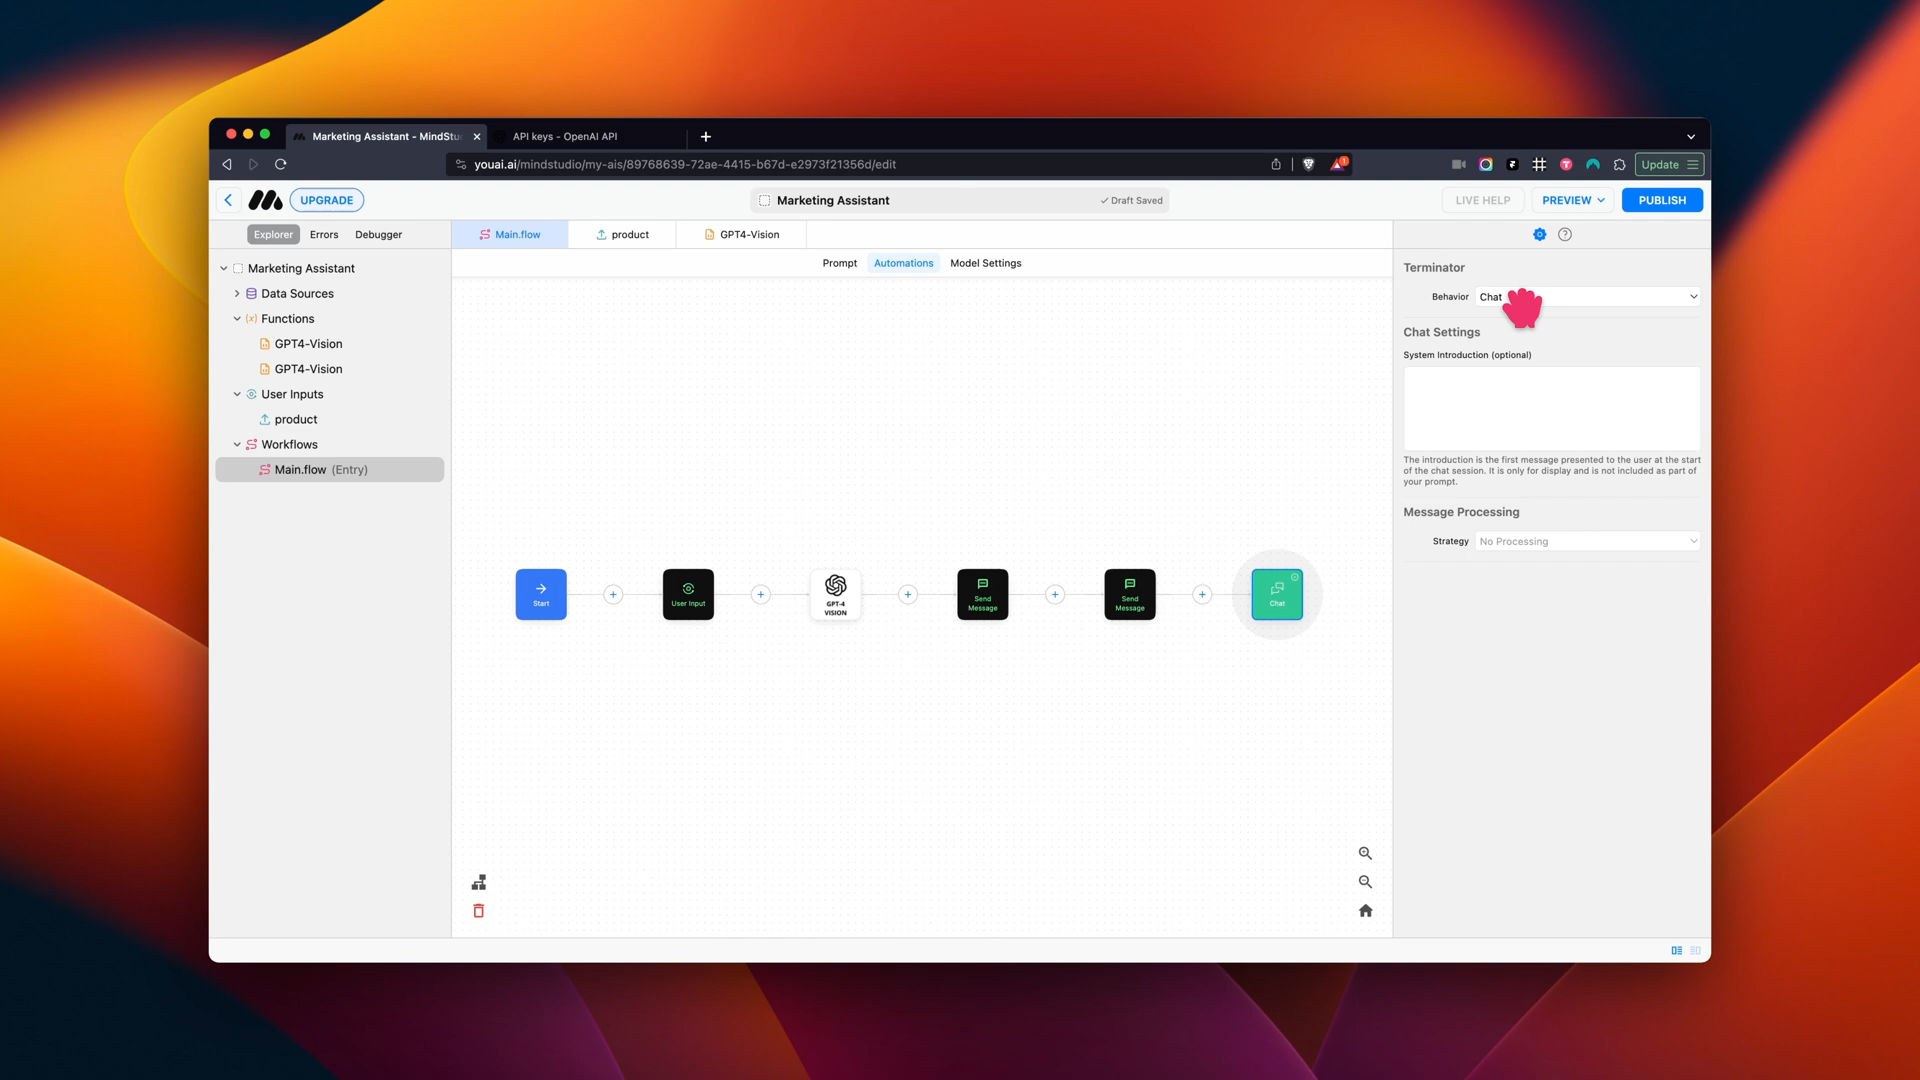 Marketing Assistant - MindStu
API keys - OpenAI API
youai.ai/mindstudio/my-ais/89768639-72ae-4415-b67d-e2973f21356d/edit
1
Update
UPGRADE
Marketing Assistant
Draft Saved
LIVE HELP
PREVIEW
PUBLISH
Explorer
Errors
Debugger
Main.flow
product
GPT4-Vision
Marketing Assistant
Data Sources
Functions
GPT4-Vision
GPT4-Vision
User Inputs
product
Workflows
Main.flow (Entry)
Prompt
Automations
Model Settings
Start
User Input
GPT-4
VISION
Send
Message
Send
Message
Chat
Terminator
Behavior
Chat
Chat Settings
System Introduction (optional)
The introduction is the first message presented to the user at the start
of the chat session. It is only for display and is not included as part of
your prompt.
Message Processing
Strategy
No Processing